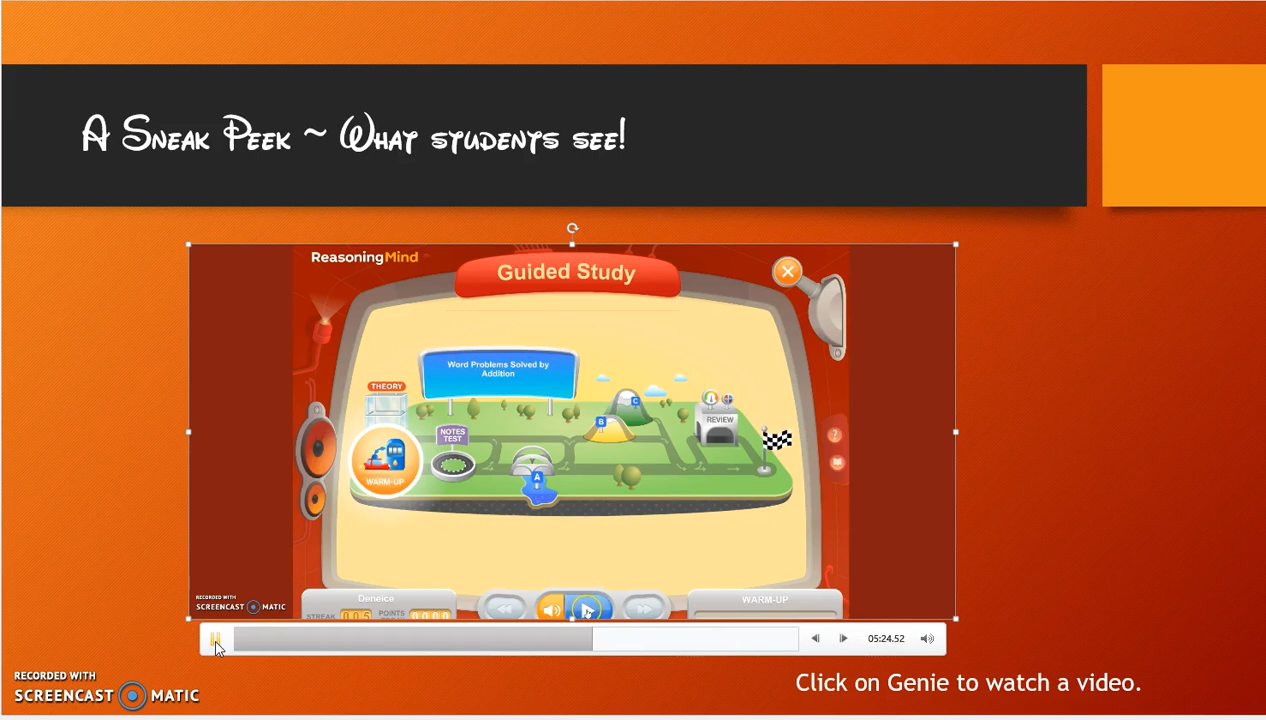 A Sneak Peek ~ What students see!
ReasoningMind
Guided Study
Word Problems Solved by
Addition
THEORY
C
B
REVIEW
NOTES
TEST
?
WARM-UP
A
RECORDED WITH
SCREENCAST MATIC
Deneice
WARM-UP
STREAK 005 POINTS 0000
05:24.52
RECORDED WITH
SCREENCAST MATIC
Click on Genie to watch a video.